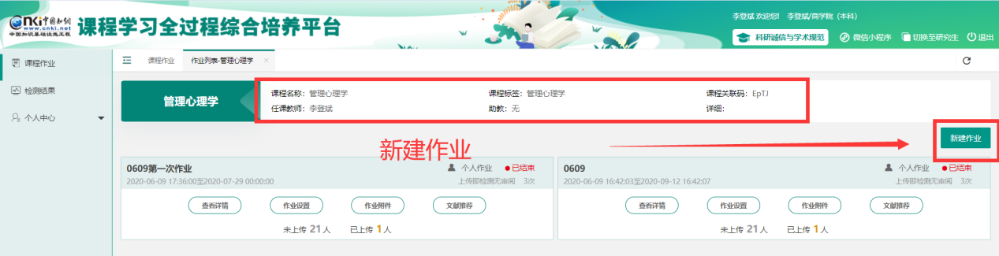 李登斌 欢迎您! 李登斌/商学院（本科）
CNKI 中国知网
www.cnki.net
中国知识基础设施工程
课程学习全过程综合培养平台
科研诚信与学术规范 微信小程序 切换至研究生 退出
课程作业
检测结果
个人中心
课程作业 作业列表-管理心理学 ×
管理心理学
课程名称: 管理心理学 课程标签: 管理心理学 课程关联码: EpTJ
任课教师: 李登斌 助教: 无 详细:
新建作业
新建作业
0609第一次作业 个人作业 已结束
2020-06-09 17:36:00至2020-07-29 00:00:00 上传即检测无审阅 3次
查看详情 作业设置 作业附件 文献推荐
未上传 21 人 已上传 1 人
0609 个人作业 已结束
2020-06-09 16:42:03至2020-09-12 16:42:07 上传即检测无审阅 3次
查看详情 作业设置 作业附件 文献推荐
未上传 21 人 已上传 1 人